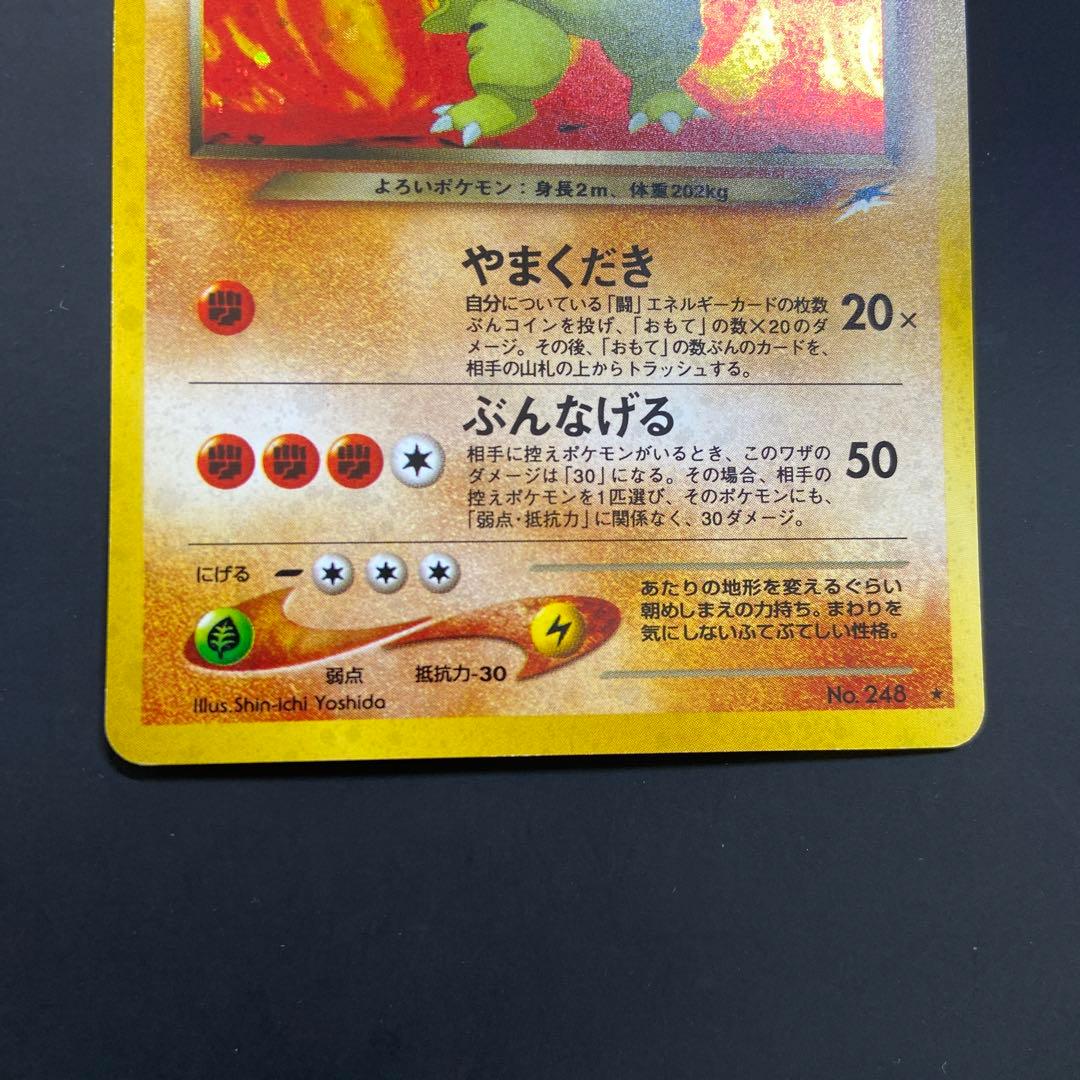 よろいポケモン：身長2m、体重202kg
やまくだき
自分についている「闘」エネルギーカードの枚数
ぶんコインを投げ、「おもて」の数×20のダ
メージ。その後、「おもて」の数ぶんのカードを、
相手の山札の上からトラッシュする。
20×
ぶんなげる
相手に控えポケモンがいるとき、このワザの
ダメージは「30」になる。その場合、相手の
控えポケモンを1匹選び、そのポケモンにも、
「弱点・抵抗力」に関係なく、30ダメージ。
50
にげる
弱点
抵抗力-30
あたりの地形を変えるぐらい
朝めしまえの力持ち。まわりを
気にしないふてぶてしい性格。
Illus.Shin-ichi Yoshida
No. 248 ★